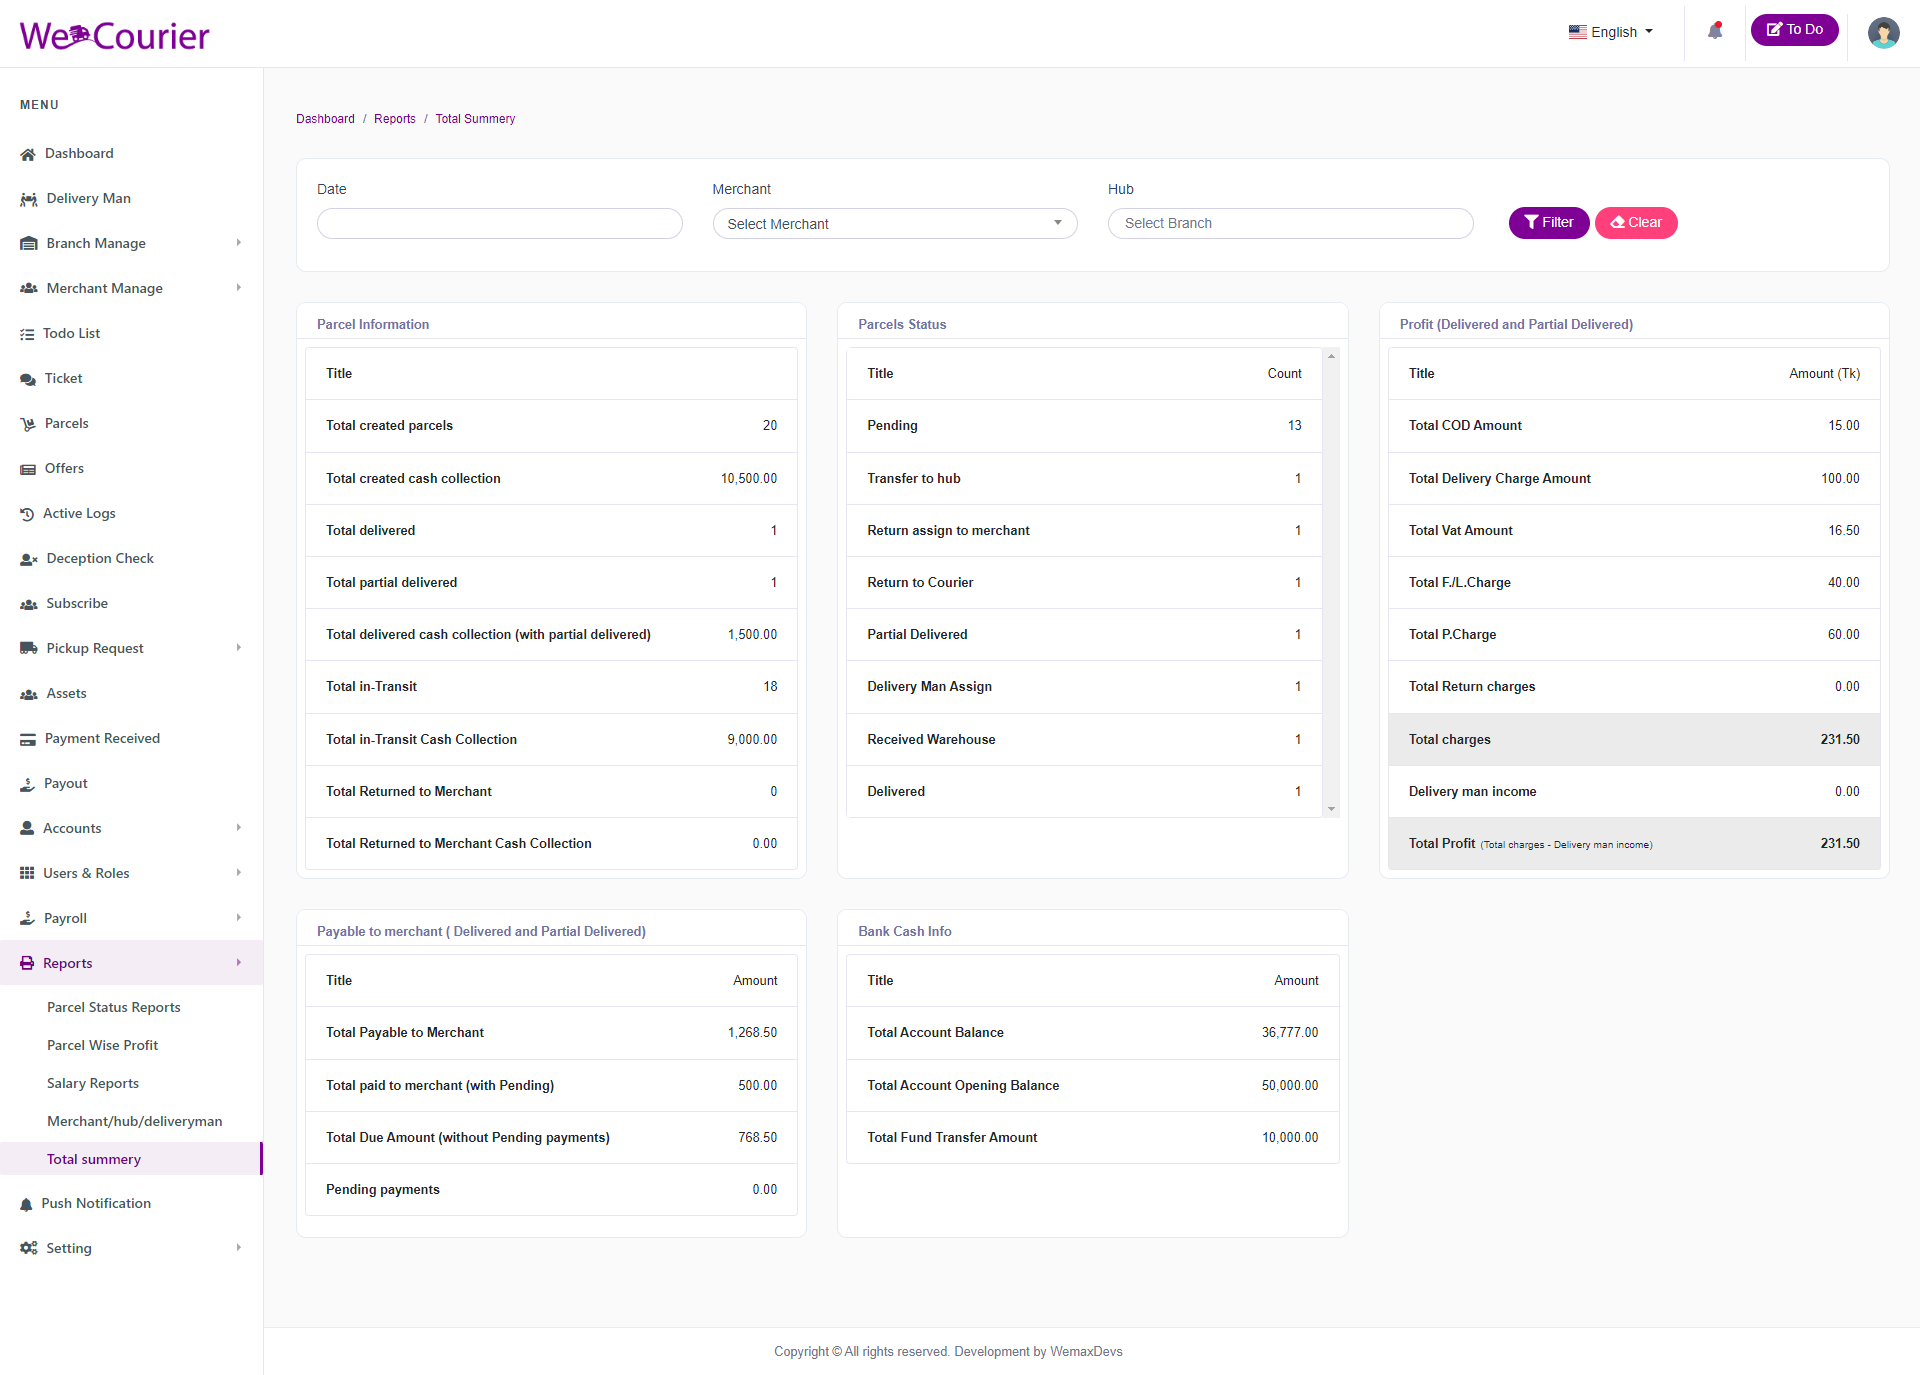 We Courier
English
To Do
MENU
Dashboard
Delivery Man
Branch Manage
Merchant Manage
Todo List
Ticket
Parcels
Offers
Active Logs
Deception Check
Subscribe
Pickup Request
Assets
Payment Received
Payout
Accounts
Users & Roles
Payroll
Reports
Parcel Status Reports
Parcel Wise Profit
Salary Reports
Merchant/hub/deliveryman
Total summery
Push Notification
Setting
Dashboard / Reports / Total Summery
Date
Merchant
Select Merchant
Hub
Select Branch
Filter
Clear
Parcel Information
Title
Total created parcels 20
Total created cash collection 10,500.00
Total delivered 1
Total partial delivered 1
Total delivered cash collection (with partial delivered) 1,500.00
Total in-Transit 18
Total in-Transit Cash Collection 9,000.00
Total Returned to Merchant 0
Total Returned to Merchant Cash Collection 0.00
Parcels Status
Title Count
Pending 13
Transfer to hub 1
Return assign to merchant 1
Return to Courier 1
Partial Delivered 1
Delivery Man Assign 1
Received Warehouse 1
Delivered 1
Profit (Delivered and Partial Delivered)
Title Amount (Tk)
Total COD Amount 15.00
Total Delivery Charge Amount 100.00
Total Vat Amount 16.50
Total F./L.Charge 40.00
Total P.Charge 60.00
Total Return charges 0.00
Total charges 231.50
Delivery man income 0.00
Total Profit (Total charges - Delivery man income) 231.50
Payable to merchant ( Delivered and Partial Delivered)
Title Amount
Total Payable to Merchant 1,268.50
Total paid to merchant (with Pending) 500.00
Total Due Amount (without Pending payments) 768.50
Pending payments 0.00
Bank Cash Info
Title Amount
Total Account Balance 36,777.00
Total Account Opening Balance 50,000.00
Total Fund Transfer Amount 10,000.00
Copyright © All rights reserved. Development by WemaxDevs